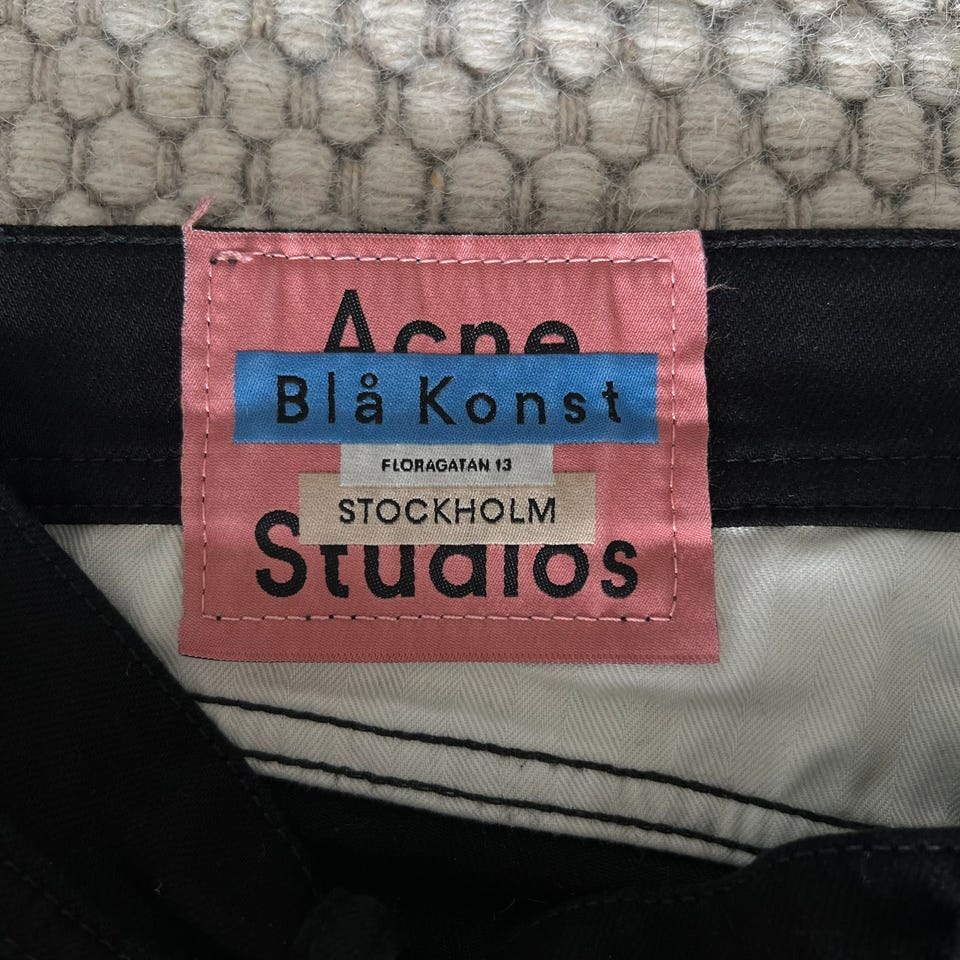 Acne
Blå Konst
FLORAGATAN 13
STOCKHOLM
Studios